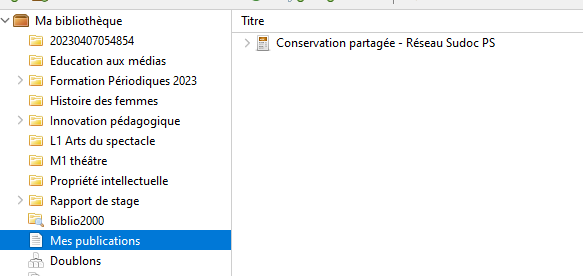 Ma bibliothèque
20230407054854
Education aux médias
Formation Périodiques 2023
Histoire des femmes
Innovation pédagogique
L1 Arts du spectacle
M1 théâtre
Propriété intellectuelle
Rapport de stage
Biblio2000
Mes publications
Doublons
Titre
Conservation partagée - Réseau Sudoc PS